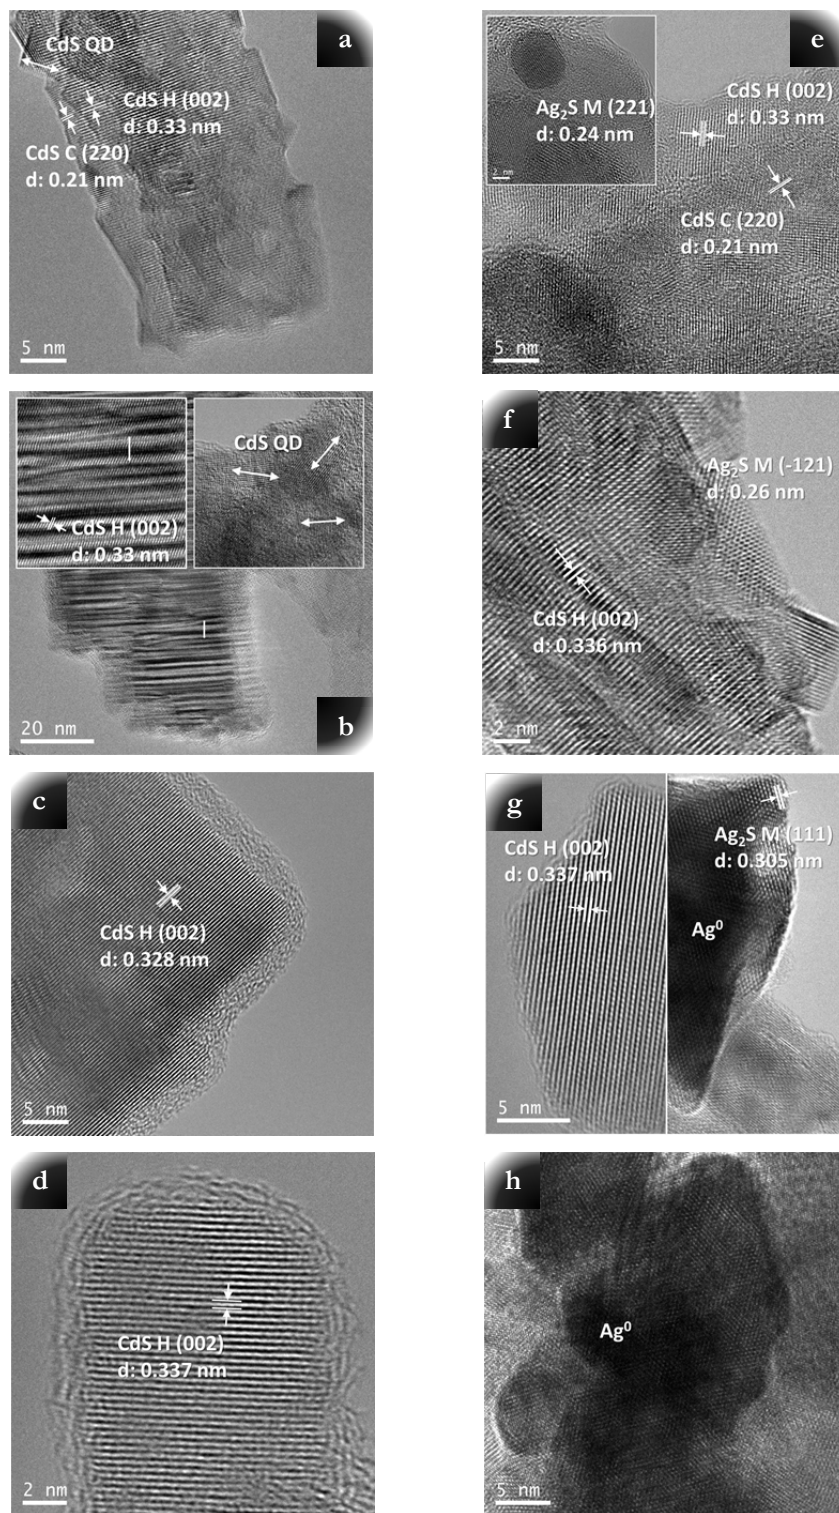 a
CdS QD
CdS H (002)
d: 0.33 nm
CdS C (220)
d: 0.21 nm
5 nm
b
CdS H (002)
d: 0.33 nm
CdS QD
20 nm
c
CdS H (002)
d: 0.328 nm
5 nm
d
CdS H (002)
d: 0.337 nm
2 nm
e
Ag₂S M (221)
d: 0.24 nm
2 nm
CdS H (002)
d: 0.33 nm
CdS C (220)
d: 0.21 nm
5 nm
f
Ag₂S M (-121)
d: 0.26 nm
CdS H (002)
d: 0.336 nm
2 nm
g
CdS H (002)
d: 0.337 nm
Ag₂S M (111)
d: 0.305 nm
Ag⁰
5 nm
h
Ag⁰
5 nm